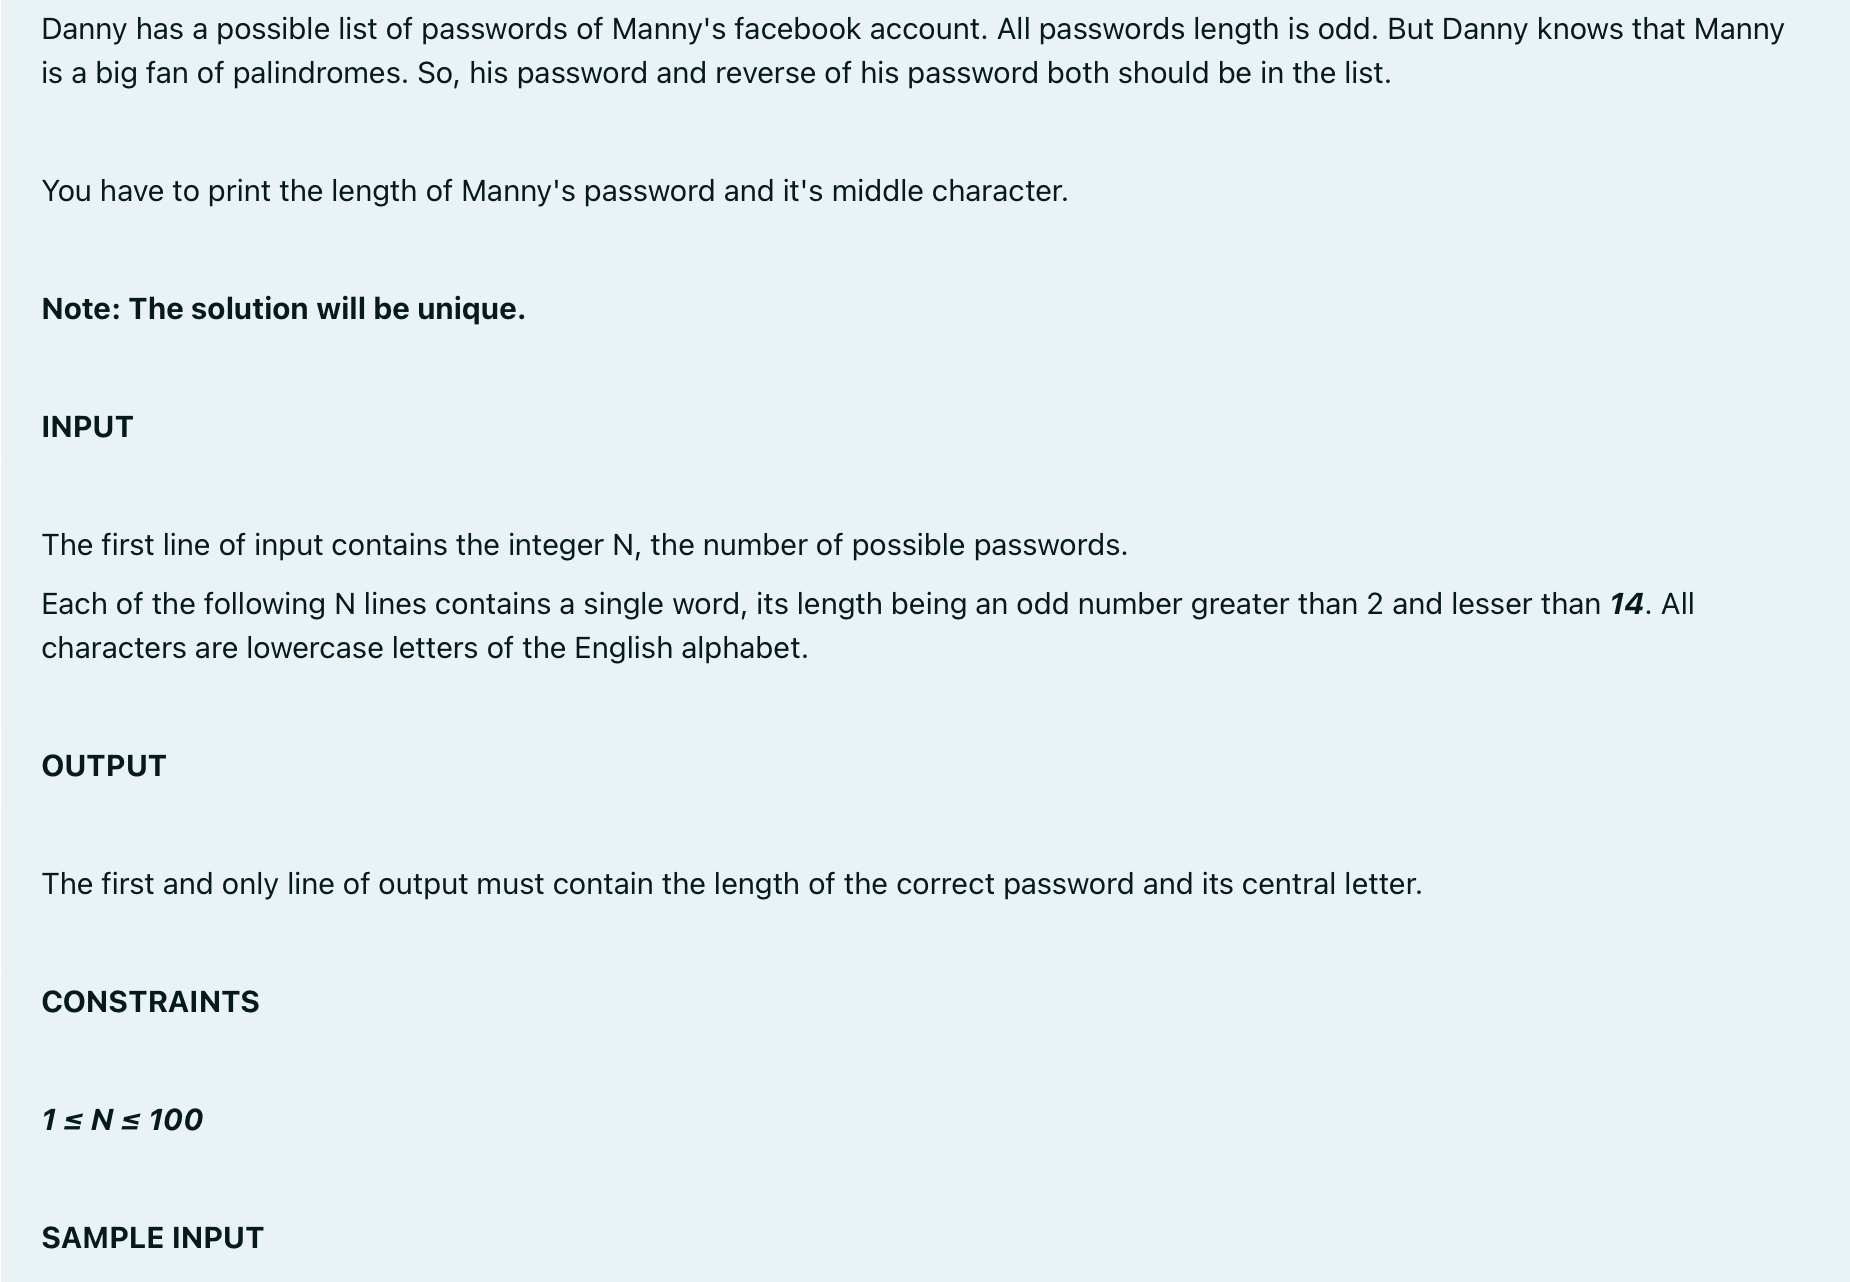 Danny has a possible list of passwords of Manny's facebook account. All passwords length is odd. But Danny knows that Manny
is a big fan of palindromes. So, his password and reverse of his password both should be in the list.
You have to print the length of Manny's password and it's middle character.
Note: The solution will be unique.
INPUT
The first line of input contains the integer N, the number of possible passwords.
Each of the following N lines contains a single word, its length being an odd number greater than 2 and lesser than 14. All
characters are lowercase letters of the English alphabet.
OUTPUT
The first and only line of output must contain the length of the correct password and its central letter.
CONSTRAINTS
1 ≤ N ≤ 100
SAMPLE INPUT